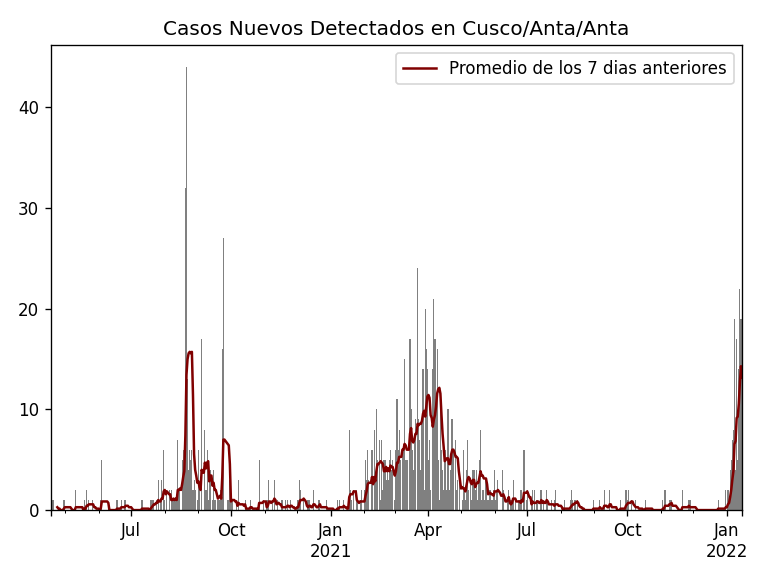 Casos Nuevos Detectados en Cusco/Anta/Anta
Promedio de los 7 dias anteriores
40
30
20
10
0
Jul
Oct
Jan
2021
Apr
Jul
Oct
Jan
2022